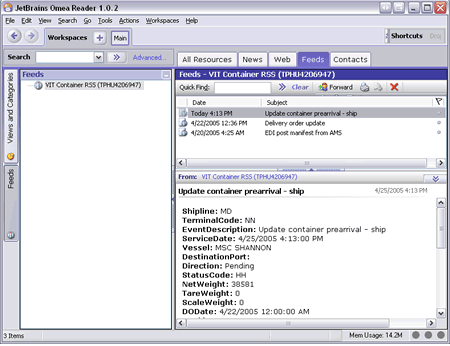 JetBrains Omea Reader 1.0.2
File Edit View Search Go Tools Actions Workspaces Help
Workspaces Main Shortcuts
Search Advanced...
All Resources News Web Feeds Contacts
Views and Categories
Feeds
Feeds
VIT Container RSS (TPHU4206947)
Feeds - VIT Container RSS (TPHU4206947)
Quick Find: Clear Forward
Date Subject
Today 4:13 PM Update container prearrival - ship
4/22/2005 12:36 PM Delivery order update
4/20/2005 4:25 AM EDI post manifest from AMS
From: VIT Container RSS (TPHU4206947)
Update container prearrival - ship 4/25/2005 4:13 PM
Shipline: MD
TerminalCode: NN
EventDescription: Update container prearrival - ship
ServiceDate: 4/25/2005 4:13:00 PM
Vessel: MSC SHANNON
DestinationPort:
Direction: Pending
StatusCode: HH
NetWeight: 38581
TareWeight: 0
ScaleWeight: 0
DODate: 4/22/2005 12:00:00 AM
3 Items Mem Usage: 14.2M